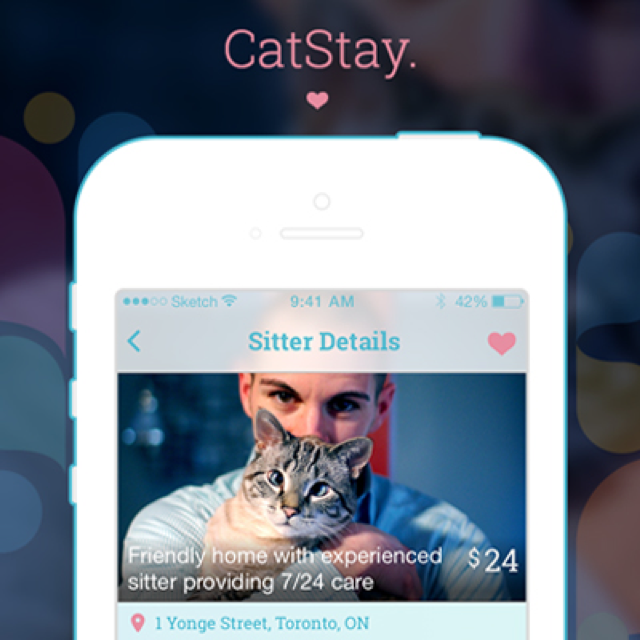 CatStay.
Sketch 9:41 AM 42%
Sitter Details
Friendly home with experienced
sitter providing 7/24 care
$24
1 Yonge Street, Toronto, ON